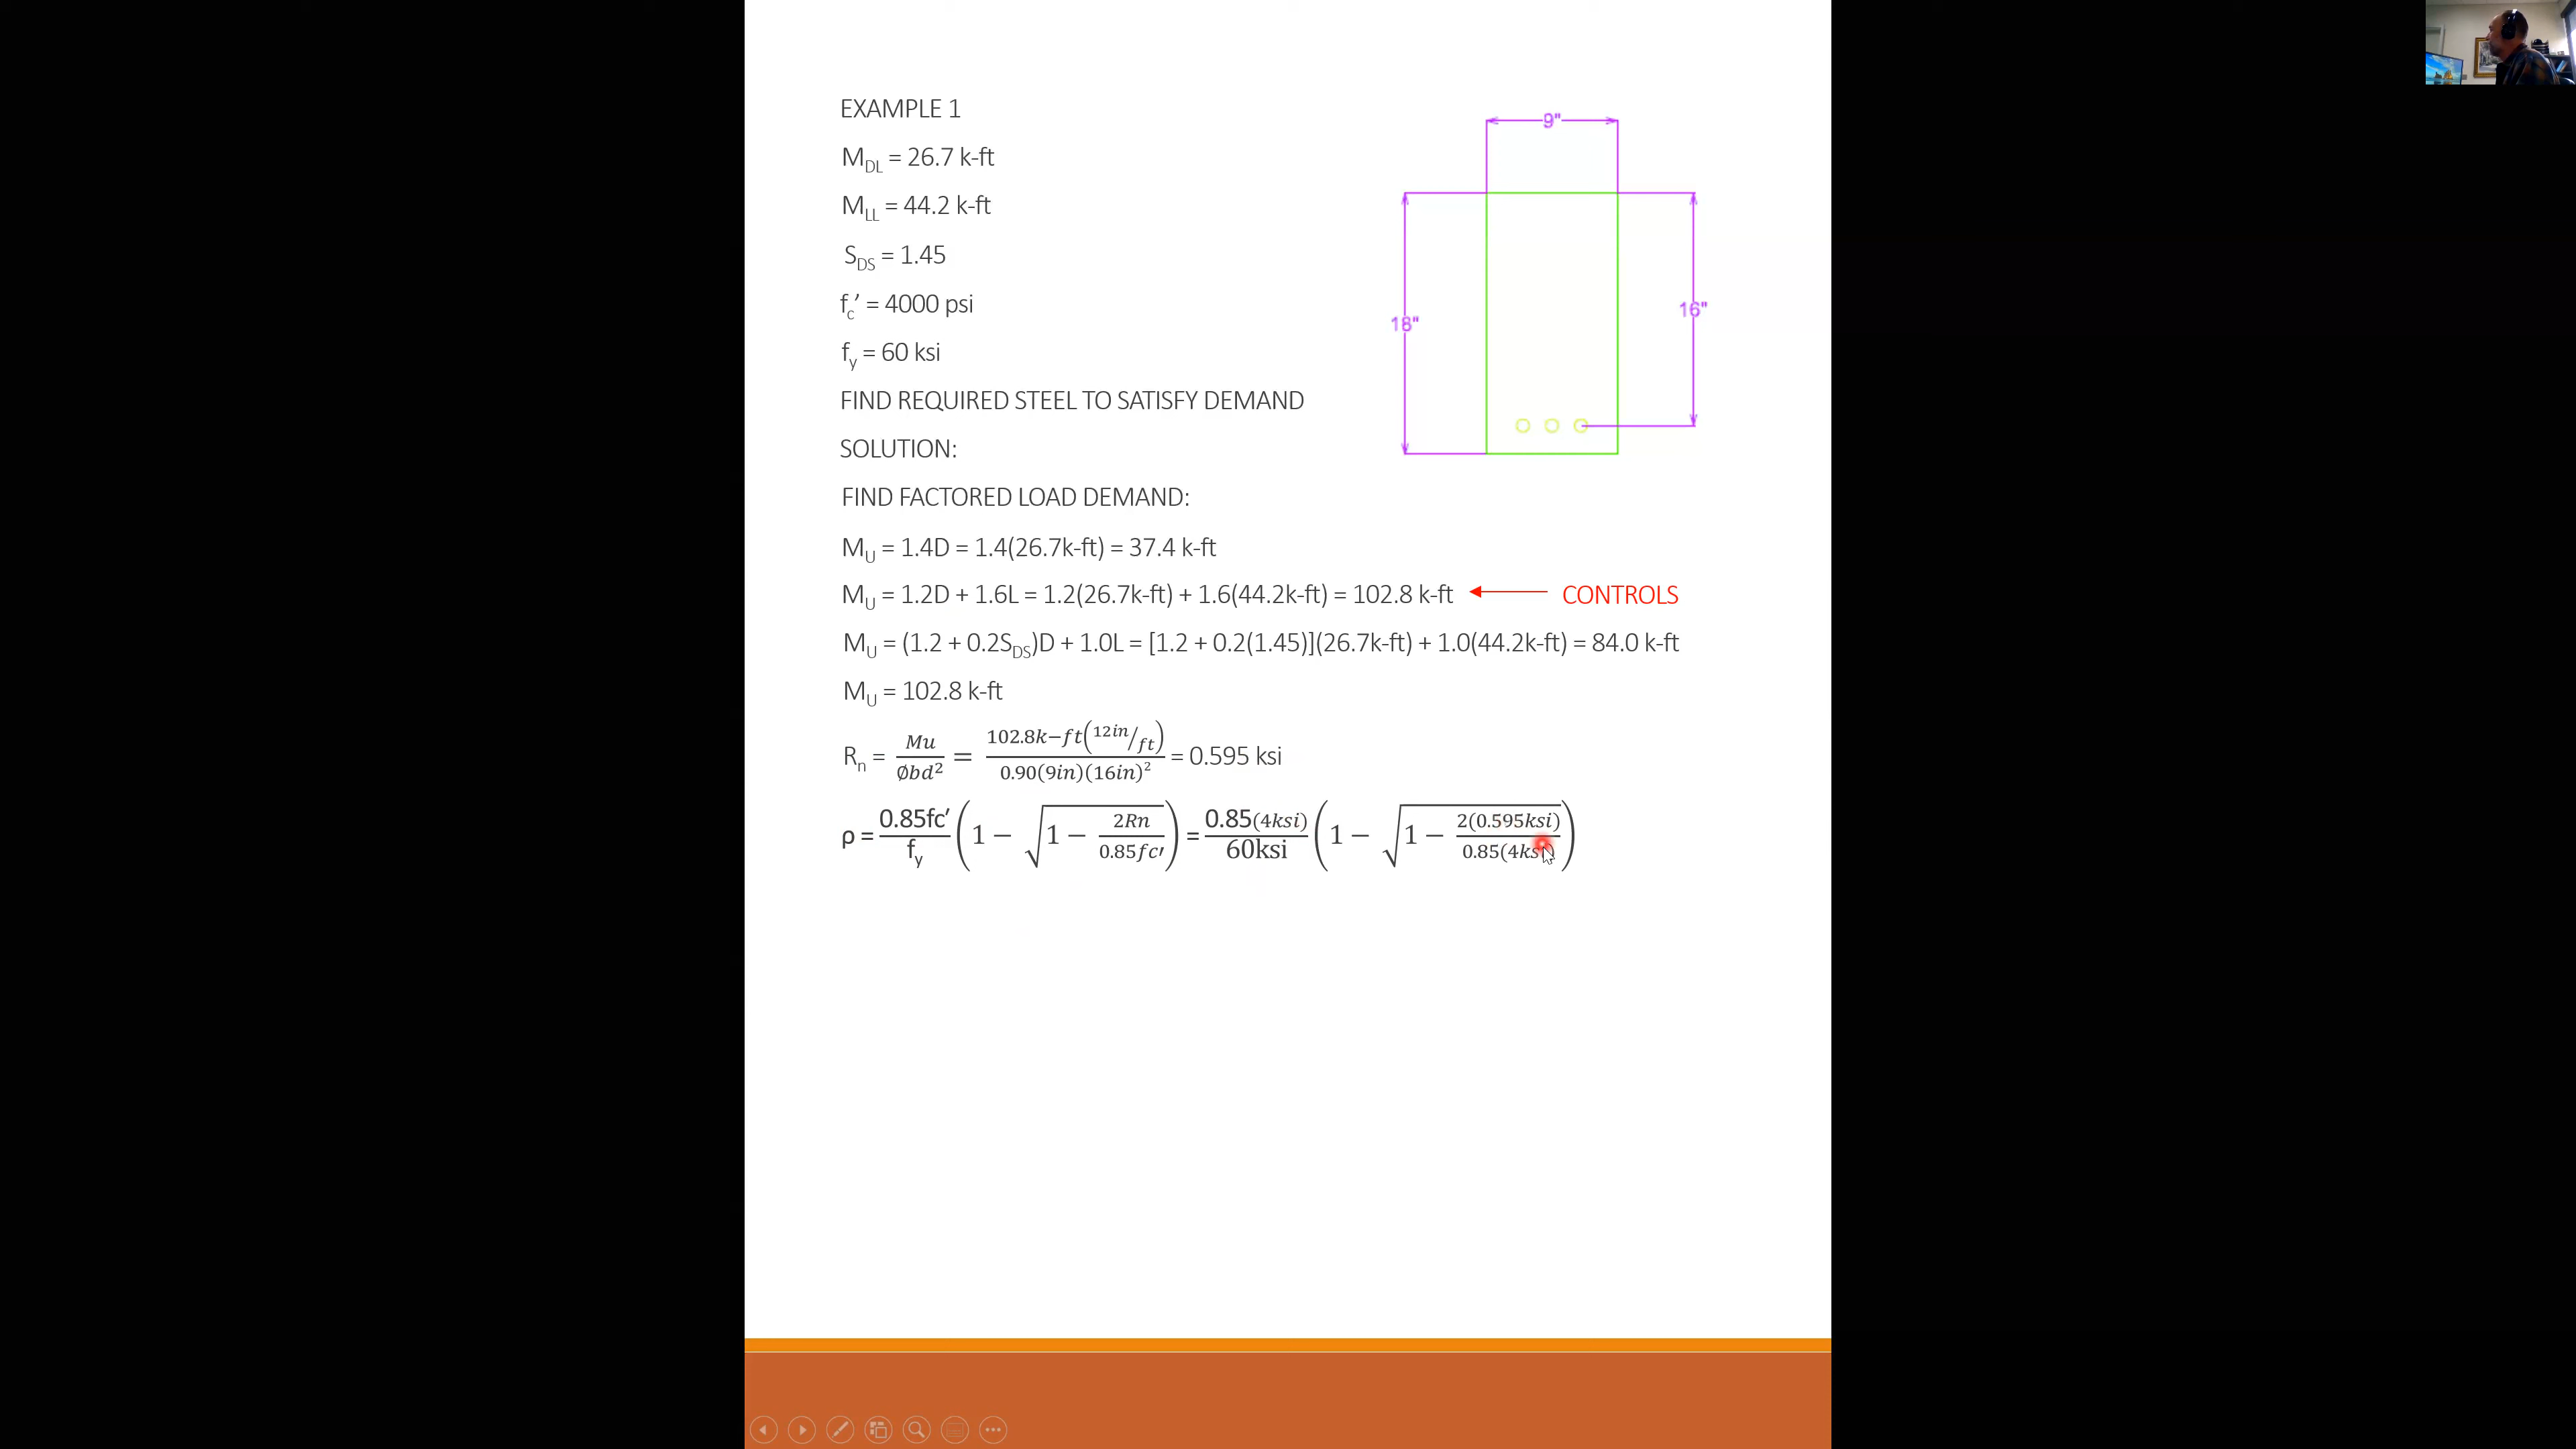 EXAMPLE 1
9"
M_DL = 26.7 k-ft
M_LL = 44.2 k-ft
S_DS = 1.45
f_c' = 4000 psi
18"
16"
f_y = 60 ksi
FIND REQUIRED STEEL TO SATISFY DEMAND
SOLUTION:
FIND FACTORED LOAD DEMAND:
M_U = 1.4D = 1.4(26.7k-ft) = 37.4 k-ft
M_U = 1.2D + 1.6L = 1.2(26.7k-ft) + 1.6(44.2k-ft) = 102.8 k-ft ← CONTROLS
M_U = (1.2 + 0.2S_DS)D + 1.0L = [1.2 + 0.2(1.45)](26.7k-ft) + 1.0(44.2k-ft) = 84.0 k-ft
M_U = 102.8 k-ft
R_n = Mu/∅bd² = 102.8k−ft(12in/ft)/0.90(9in)(16in)² = 0.595 ksi
ρ = 0.85fc'/f_y (1 − √(1 − 2Rn/0.85fc′)) = 0.85(4ksi)/60ksi (1 − √(1 − 2(0.595ksi)/0.85(4ksi)))